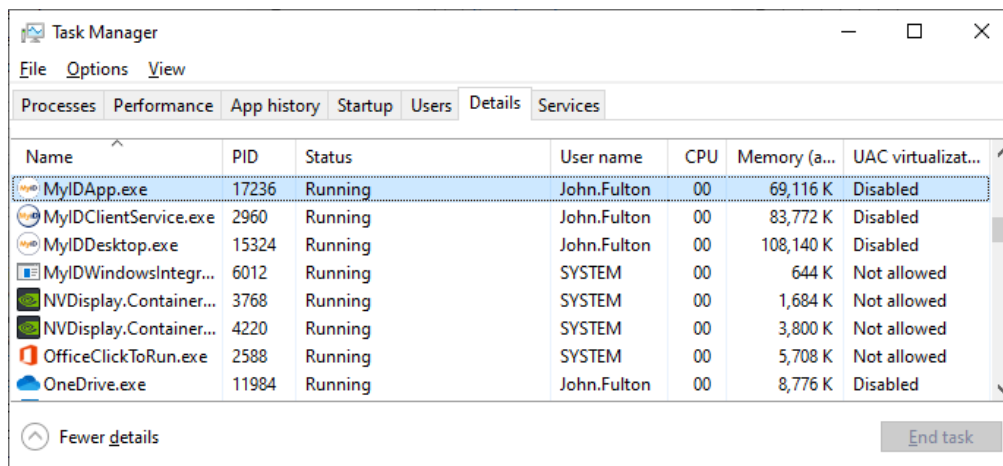 Task Manager
File Options View
Processes Performance App history Startup Users Details Services
Name PID Status User name CPU Memory (a... UAC virtualizat...
MyIDApp.exe 17236 Running John.Fulton 00 69,116 K Disabled
MyIDClientService.exe 2960 Running John.Fulton 00 83,772 K Disabled
MyIDDesktop.exe 15324 Running John.Fulton 00 108,140 K Disabled
MyIDWindowsIntegr... 6012 Running SYSTEM 00 644 K Not allowed
NVDisplay.Container... 3768 Running SYSTEM 00 1,684 K Not allowed
NVDisplay.Container... 4220 Running SYSTEM 00 3,800 K Not allowed
OfficeClickToRun.exe 2588 Running SYSTEM 00 5,708 K Not allowed
OneDrive.exe 11984 Running John.Fulton 00 8,776 K Disabled
Fewer details End task